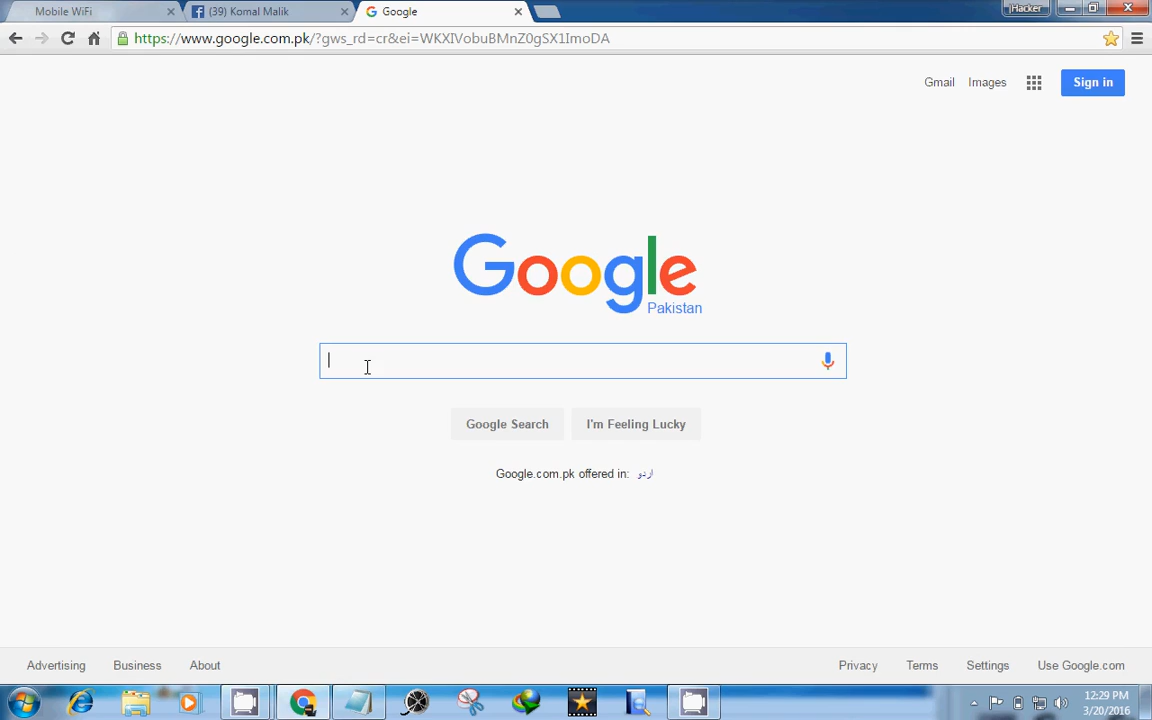 Mobile WiFi
(39) Komal Malik
Google
jHacker
https://www.google.com.pk/?gws_rd=cr&ei=WKXIVobuBMnZ0gSX1ImoDA
Gmail Images Sign in
Google
Pakistan
Google Search I'm Feeling Lucky
Google.com.pk offered in: اردو
Advertising Business About Privacy Terms Settings Use Google.com
12:29 PM
3/20/2016